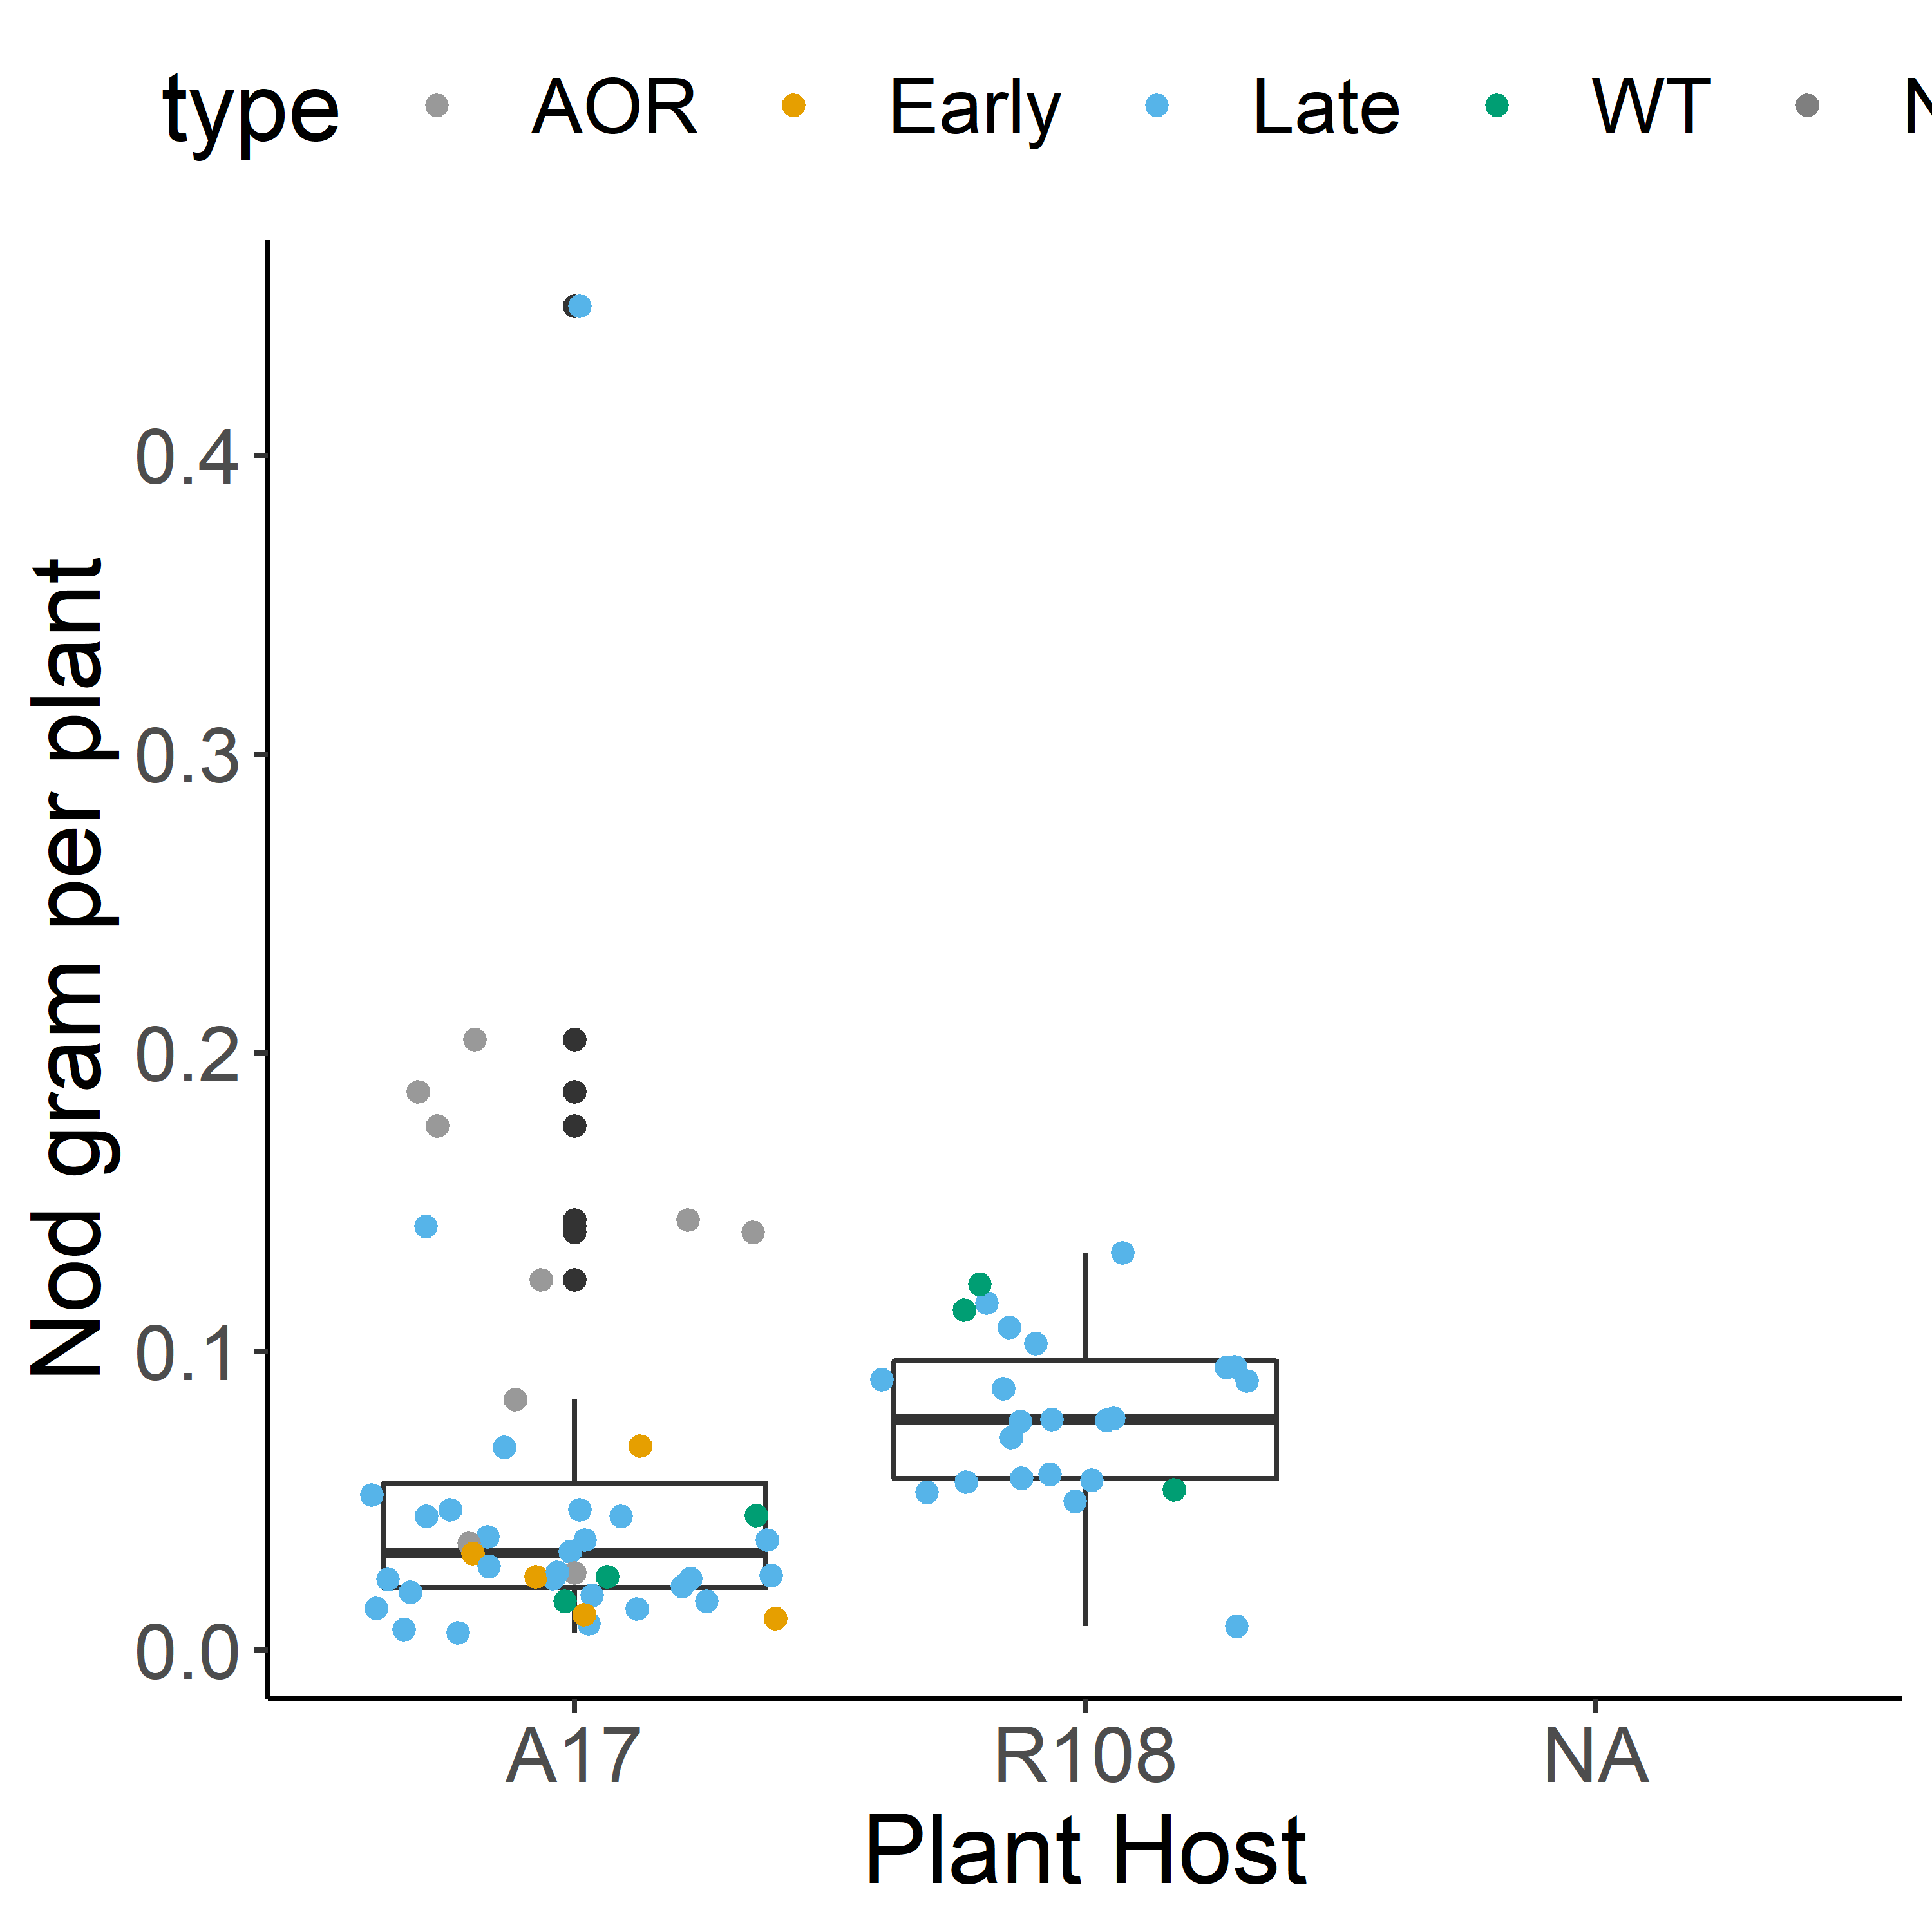 type AOR Early Late WT N
0.4
0.3
0.2
0.1
0.0
Nod gram per plant
A17 R108 NA
Plant Host